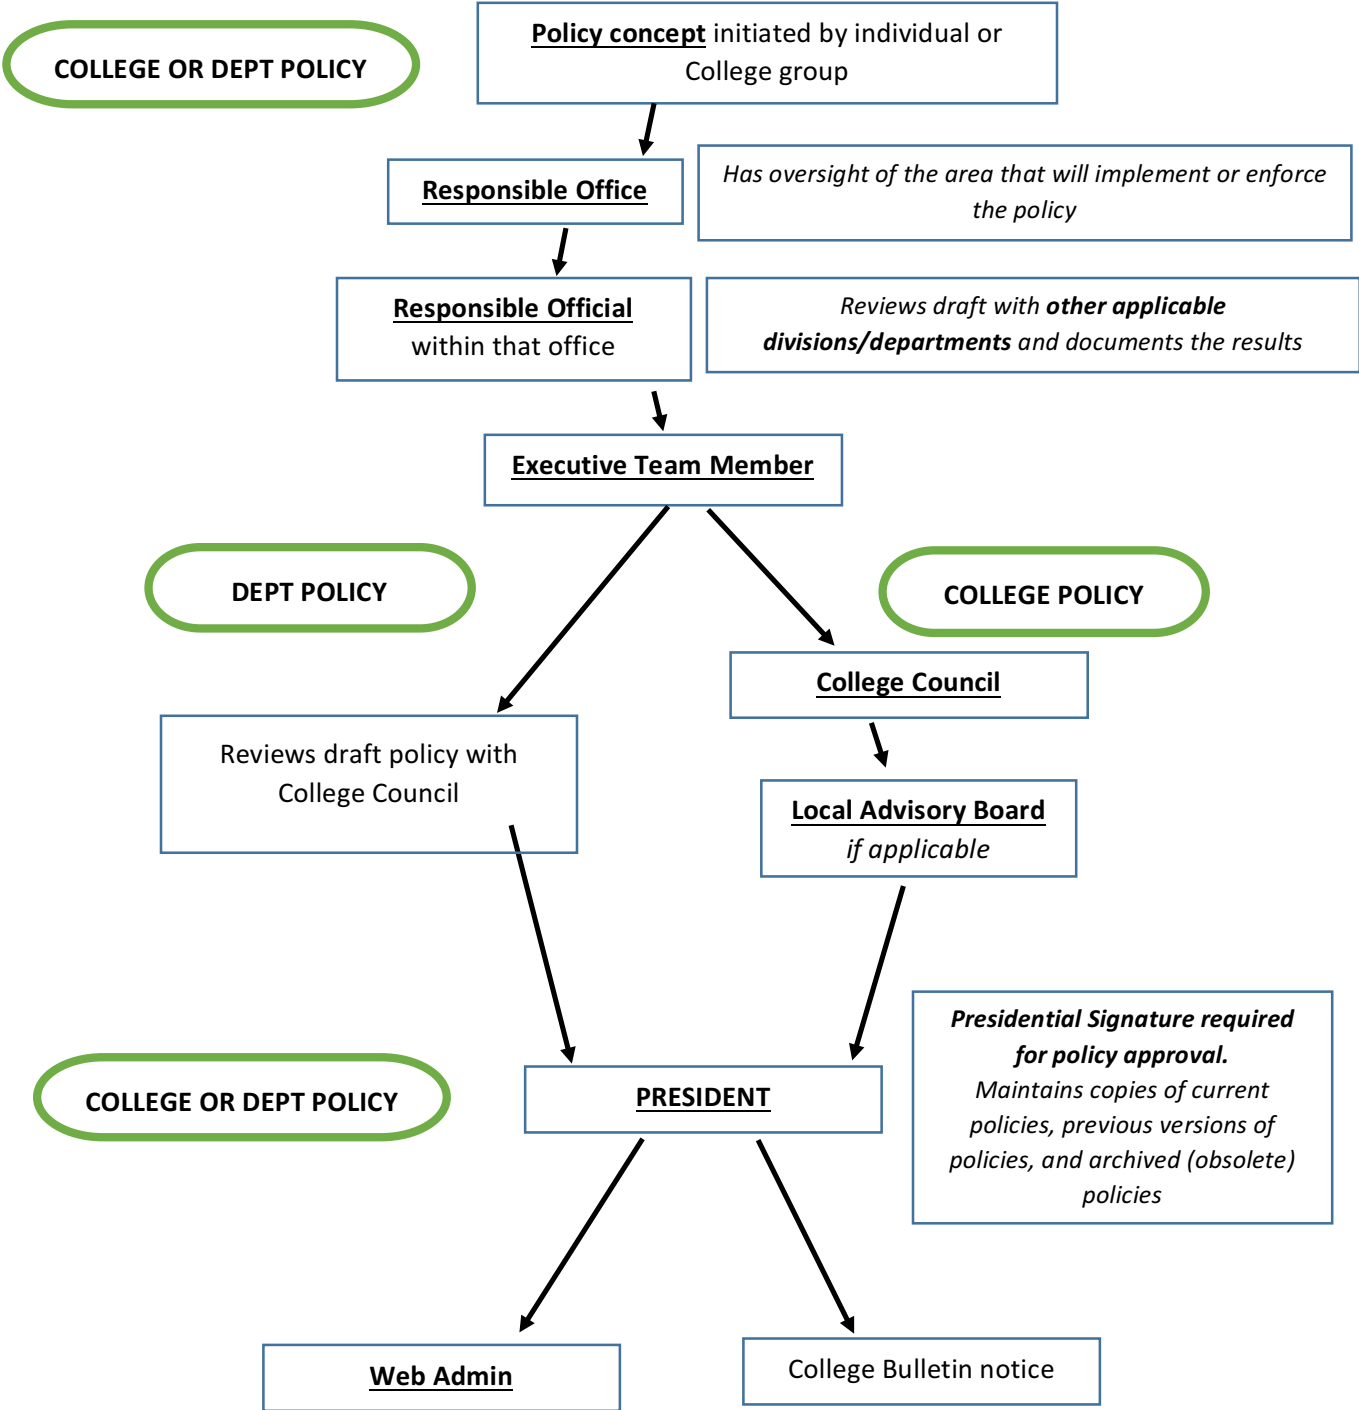 Policy concept initiated by individual or
College group
COLLEGE OR DEPT POLICY
Responsible Office
Has oversight of the area that will implement or enforce
the policy
Responsible Official
within that office
Reviews draft with other applicable
divisions/departments and documents the results
Executive Team Member
DEPT POLICY
COLLEGE POLICY
College Council
Reviews draft policy with
College Council
Local Advisory Board
if applicable
Presidential Signature required
for policy approval.
Maintains copies of current
policies, previous versions of
policies, and archived (obsolete)
policies
COLLEGE OR DEPT POLICY
PRESIDENT
Web Admin
College Bulletin notice